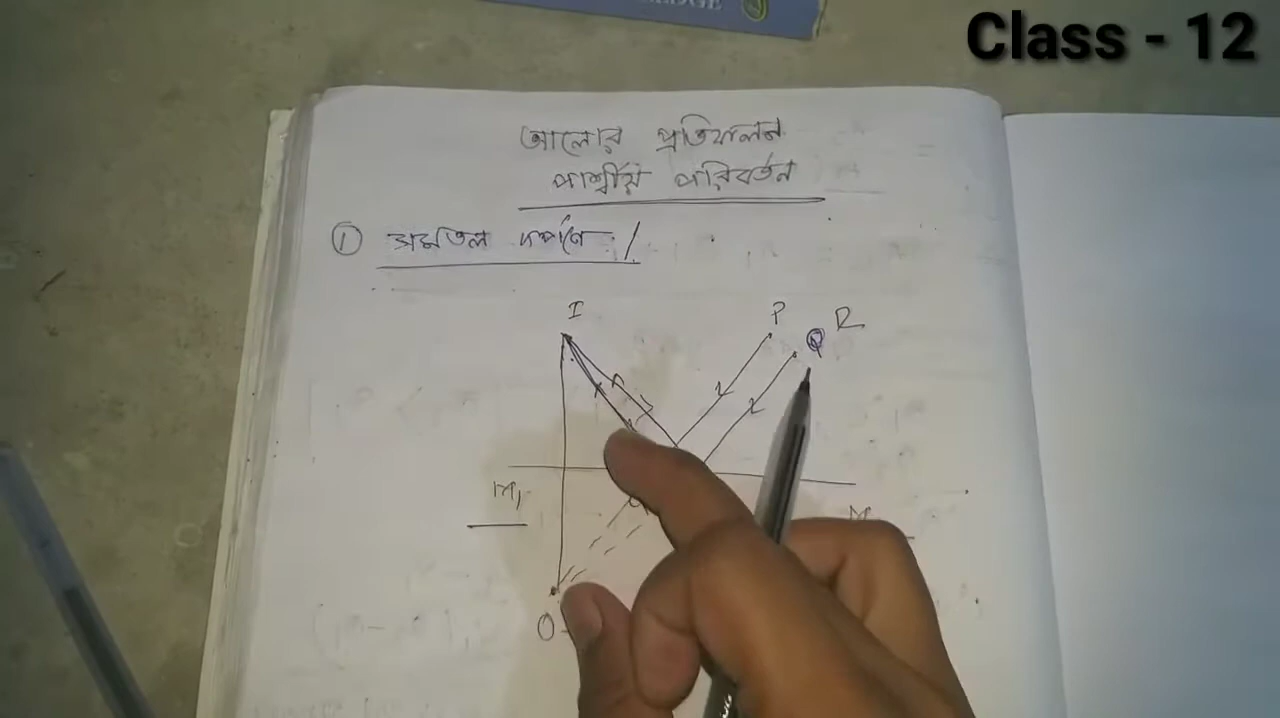 Class - 12
আলোর প্রতিফলন
পার্শ্বীয় পরিবর্তন
① সমতল দর্পণে :/
I
P
Q R
M₁
M
O